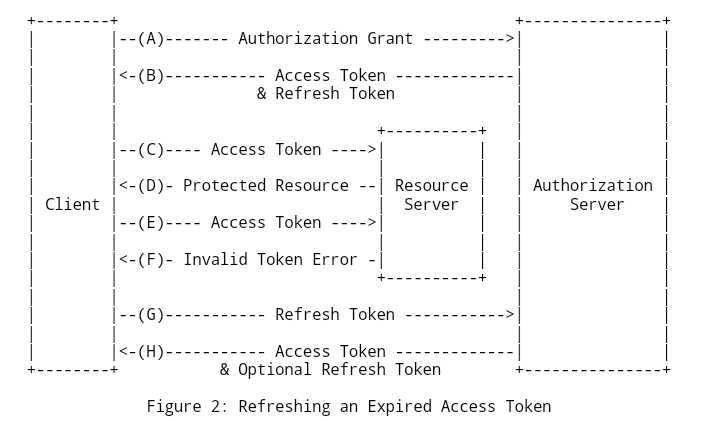 +--------+                                           +---------------+
|        |--(A)------- Authorization Grant --------->|               |
|        |                                           |               |
|        |<-(B)----------- Access Token -------------|               |
|        |               & Refresh Token             |               |
|        |                                           |               |
|        |                            +----------+   |               |
|        |--(C)---- Access Token ---->|          |   |               |
|        |                            |          |   |               |
|        |<-(D)- Protected Resource --| Resource |   | Authorization |
| Client |                            |  Server  |   |     Server    |
|        |--(E)---- Access Token ---->|          |   |               |
|        |                            |          |   |               |
|        |<-(F)- Invalid Token Error -|          |   |               |
|        |                            +----------+   |               |
|        |                                           |               |
|        |--(G)----------- Refresh Token ----------->|               |
|        |                                           |               |
|        |<-(H)----------- Access Token -------------|               |
+--------+           & Optional Refresh Token        +---------------+
Figure 2: Refreshing an Expired Access Token